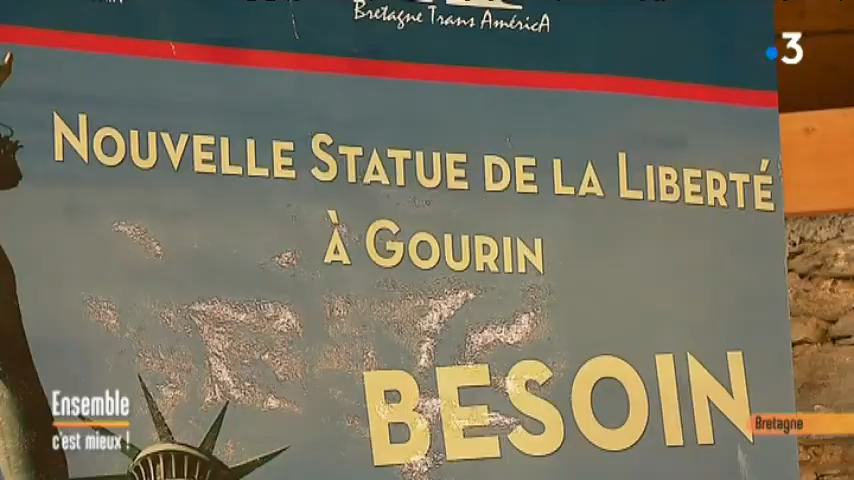 Bretagne Trans AméricA
3
NOUVELLE STATUE DE LA LIBERTÉ
À GOURIN
BESOIN
Ensemble
c'est mieux !
Bretagne